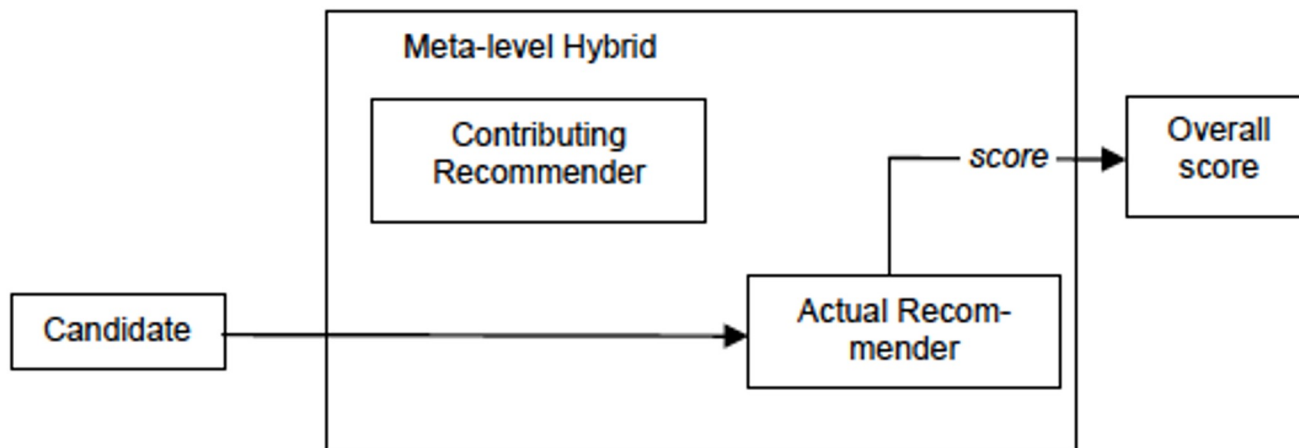 Meta-level Hybrid
Contributing
Recommender
score
Overall
score
Candidate
Actual Recom-
mender